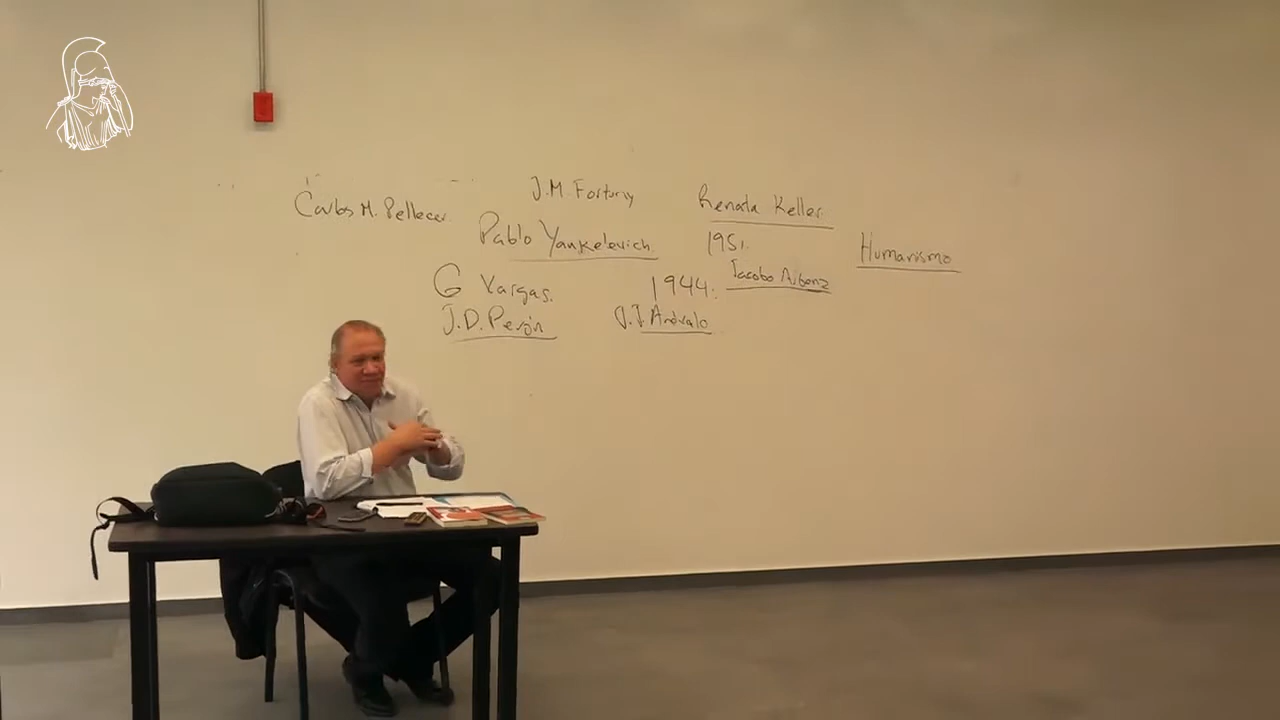 Carlos M. Pellecer
J.M. Fortuny
Renata Keller
Pablo Yankelevich
1951.
Humanismo
G Vargas.
1944.
Jacobo Arbenz
J.D. Perón
J.J. Arévalo